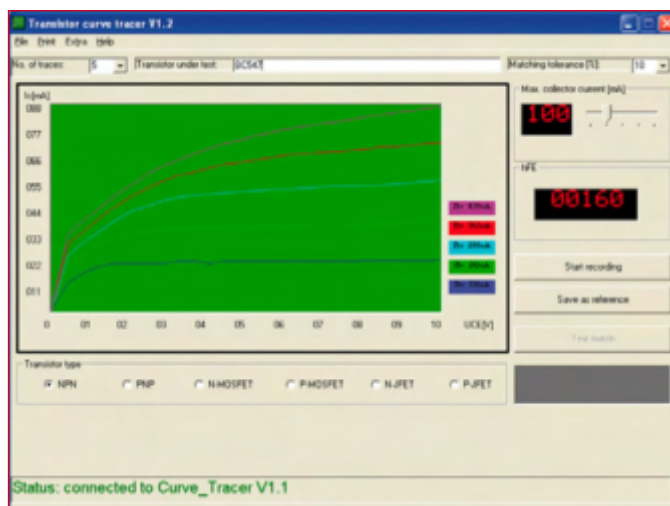 Transistor curve tracer V1.2
File Print Extra Help
No. of traces: 5 Transistor under test: BC547 Matching tolerance [%]: 10
Ic[mA]
088
077
066
055
044
033
022
011
0 01 02 03 04 05 06 07 08 09 10 UCE[V]
Max. collector current [mA]
100
hFE
00160
Start recording
Save as reference
Test match
Transistor type
NPN PNP N-MOSFET P-MOSFET N-JFET P-JFET
Status: connected to Curve_Tracer V1.1